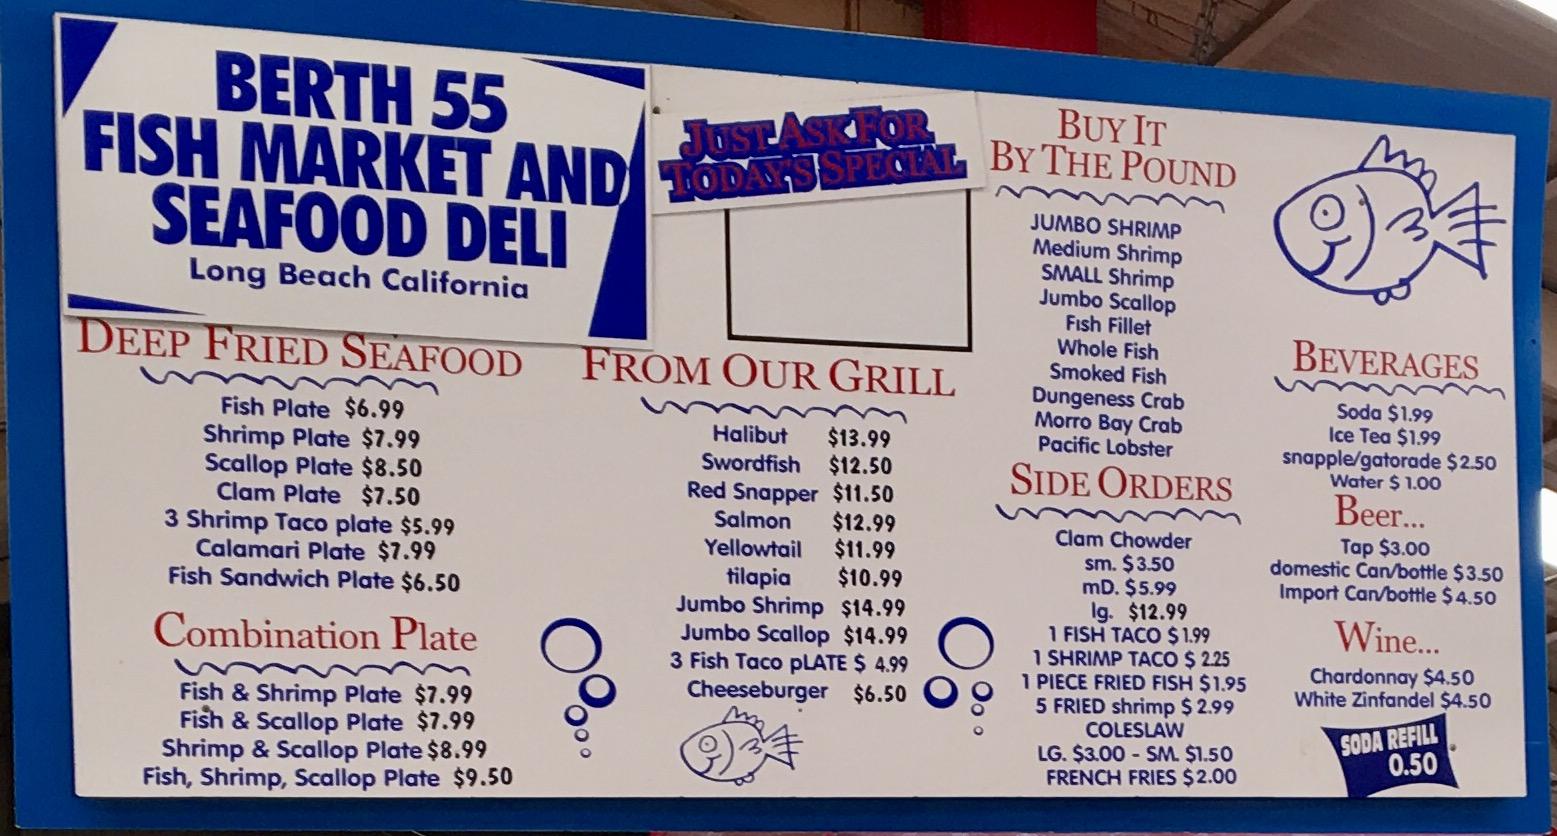 BERTH 55
FISH MARKET AND
SEAFOOD DELI
Long Beach California
JUST ASK FOR
TODAY'S SPECIAL
DEEP FRIED SEAFOOD
Fish Plate $6.99
Shrimp Plate $7.99
Scallop Plate $8.50
Clam Plate $7.50
3 Shrimp Taco plate $5.99
Calamari Plate $7.99
Fish Sandwich Plate $6.50
Combination Plate
Fish & Shrimp Plate $7.99
Fish & Scallop Plate $7.99
Shrimp & Scallop Plate $8.99
Fish, Shrimp, Scallop Plate $9.50
FROM OUR GRILL
Halibut $13.99
Swordfish $12.50
Red Snapper $11.50
Salmon $12.99
Yellowtail $11.99
tilapia $10.99
Jumbo Shrimp $14.99
Jumbo Scallop $14.99
3 Fish Taco pLATE $ 4.99
Cheeseburger $6.50
BUY IT
BY THE POUND
JUMBO SHRIMP
Medium Shrimp
SMALL Shrimp
Jumbo Scallop
Fish Fillet
Whole Fish
Smoked Fish
Dungeness Crab
Morro Bay Crab
Pacific Lobster
SIDE ORDERS
Clam Chowder
sm. $3.50
mD. $5.99
lg. $12.99
1 FISH TACO $1.99
1 SHRIMP TACO $ 2.25
1 PIECE FRIED FISH $1.95
5 FRIED shrimp $ 2.99
COLESLAW
LG. $3.00 - SM. $1.50
FRENCH FRIES $2.00
BEVERAGES
Soda $1.99
Ice Tea $1.99
snapple/gatorade $2.50
Water $ 1.00
Beer...
Tap $3.00
domestic Can/bottle $3.50
Import Can/bottle $4.50
Wine...
Chardonnay $4.50
White Zinfandel $4.50
SODA REFILL
0.50